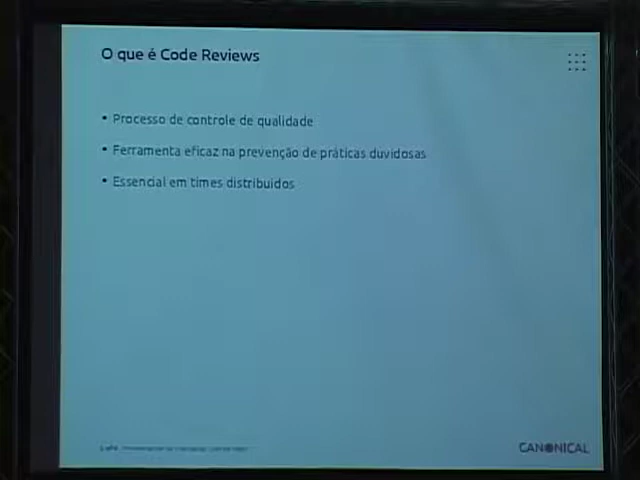 O que é Code Reviews
• Processo de controle de qualidade
• Ferramenta eficaz na prevenção de práticas duvidosas
• Essencial em times distribuidos
CANONICAL